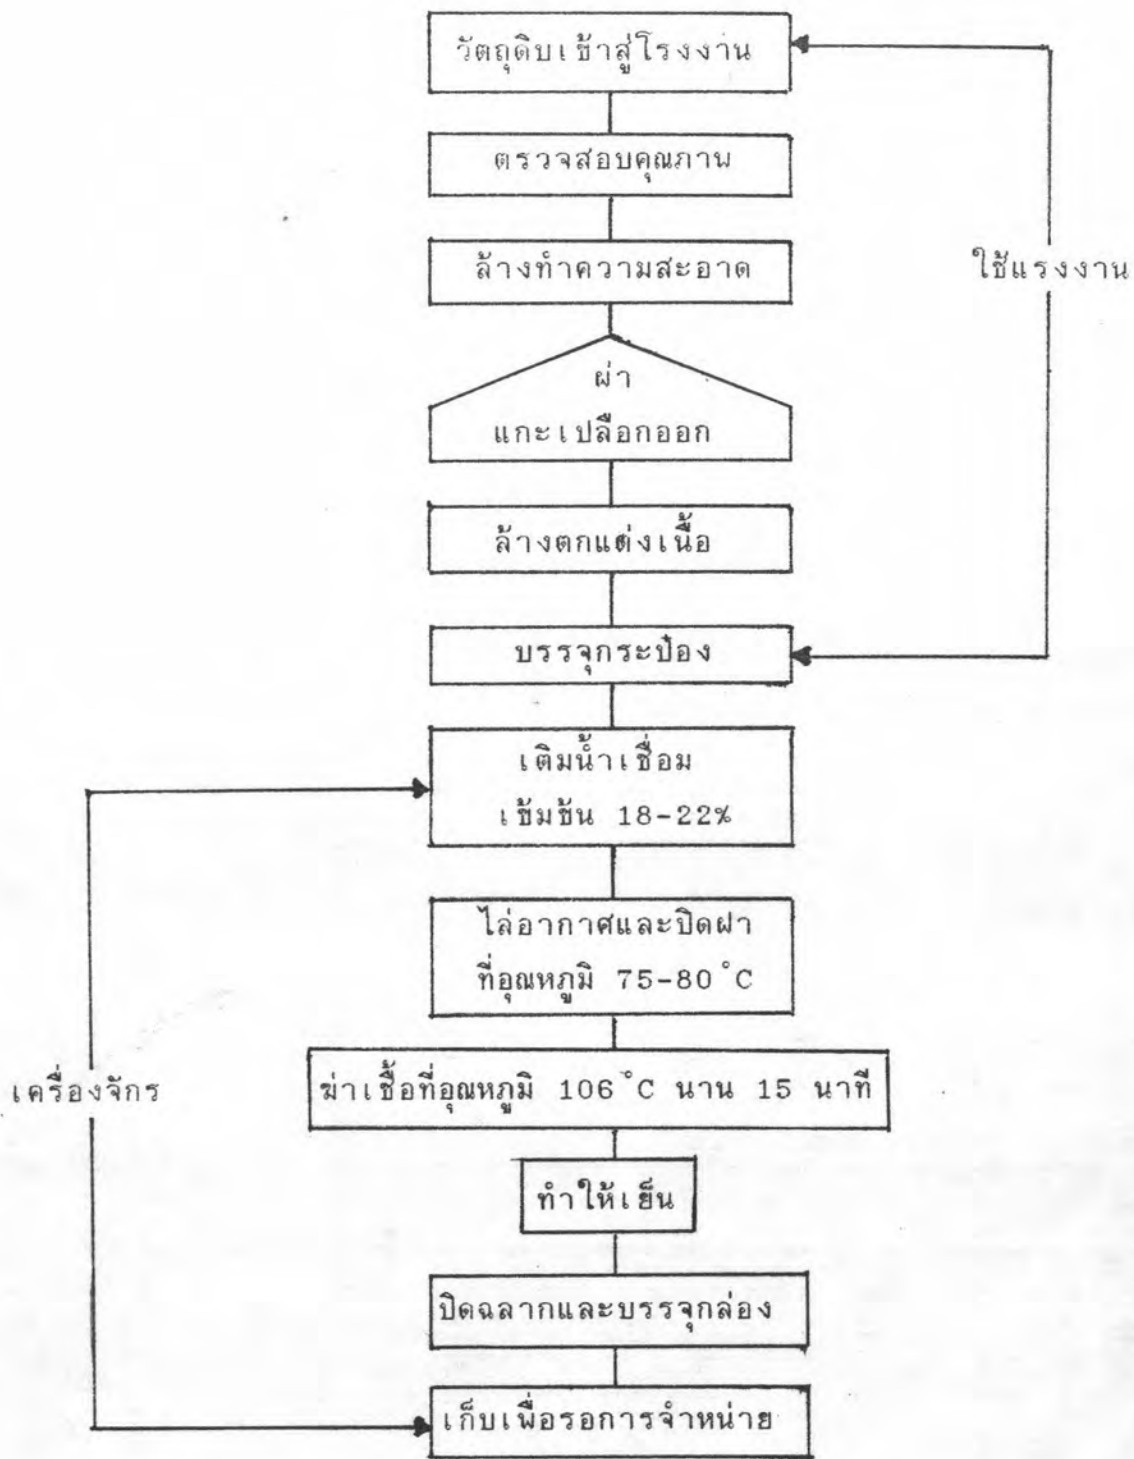 วัตถุดิบเข้าสู่โรงงาน
ตรวจสอบคุณภาพ
ล้างทำความสะอาด
ใช้แรงงาน
ผ่า
แกะเปลือกออก
ล้างตกแต่งเนื้อ
บรรจุกระป๋อง
เติมน้ำเชื่อม
เข้มข้น 18-22%
ไล่อากาศและปิดฝา
ที่อุณหภูมิ 75-80°C
เครื่องจักร
ฆ่าเชื้อที่อุณหภูมิ 106°C นาน 15 นาที
ทำให้เย็น
ปิดฉลากและบรรจุกล่อง
เก็บเพื่อรอการจำหน่าย